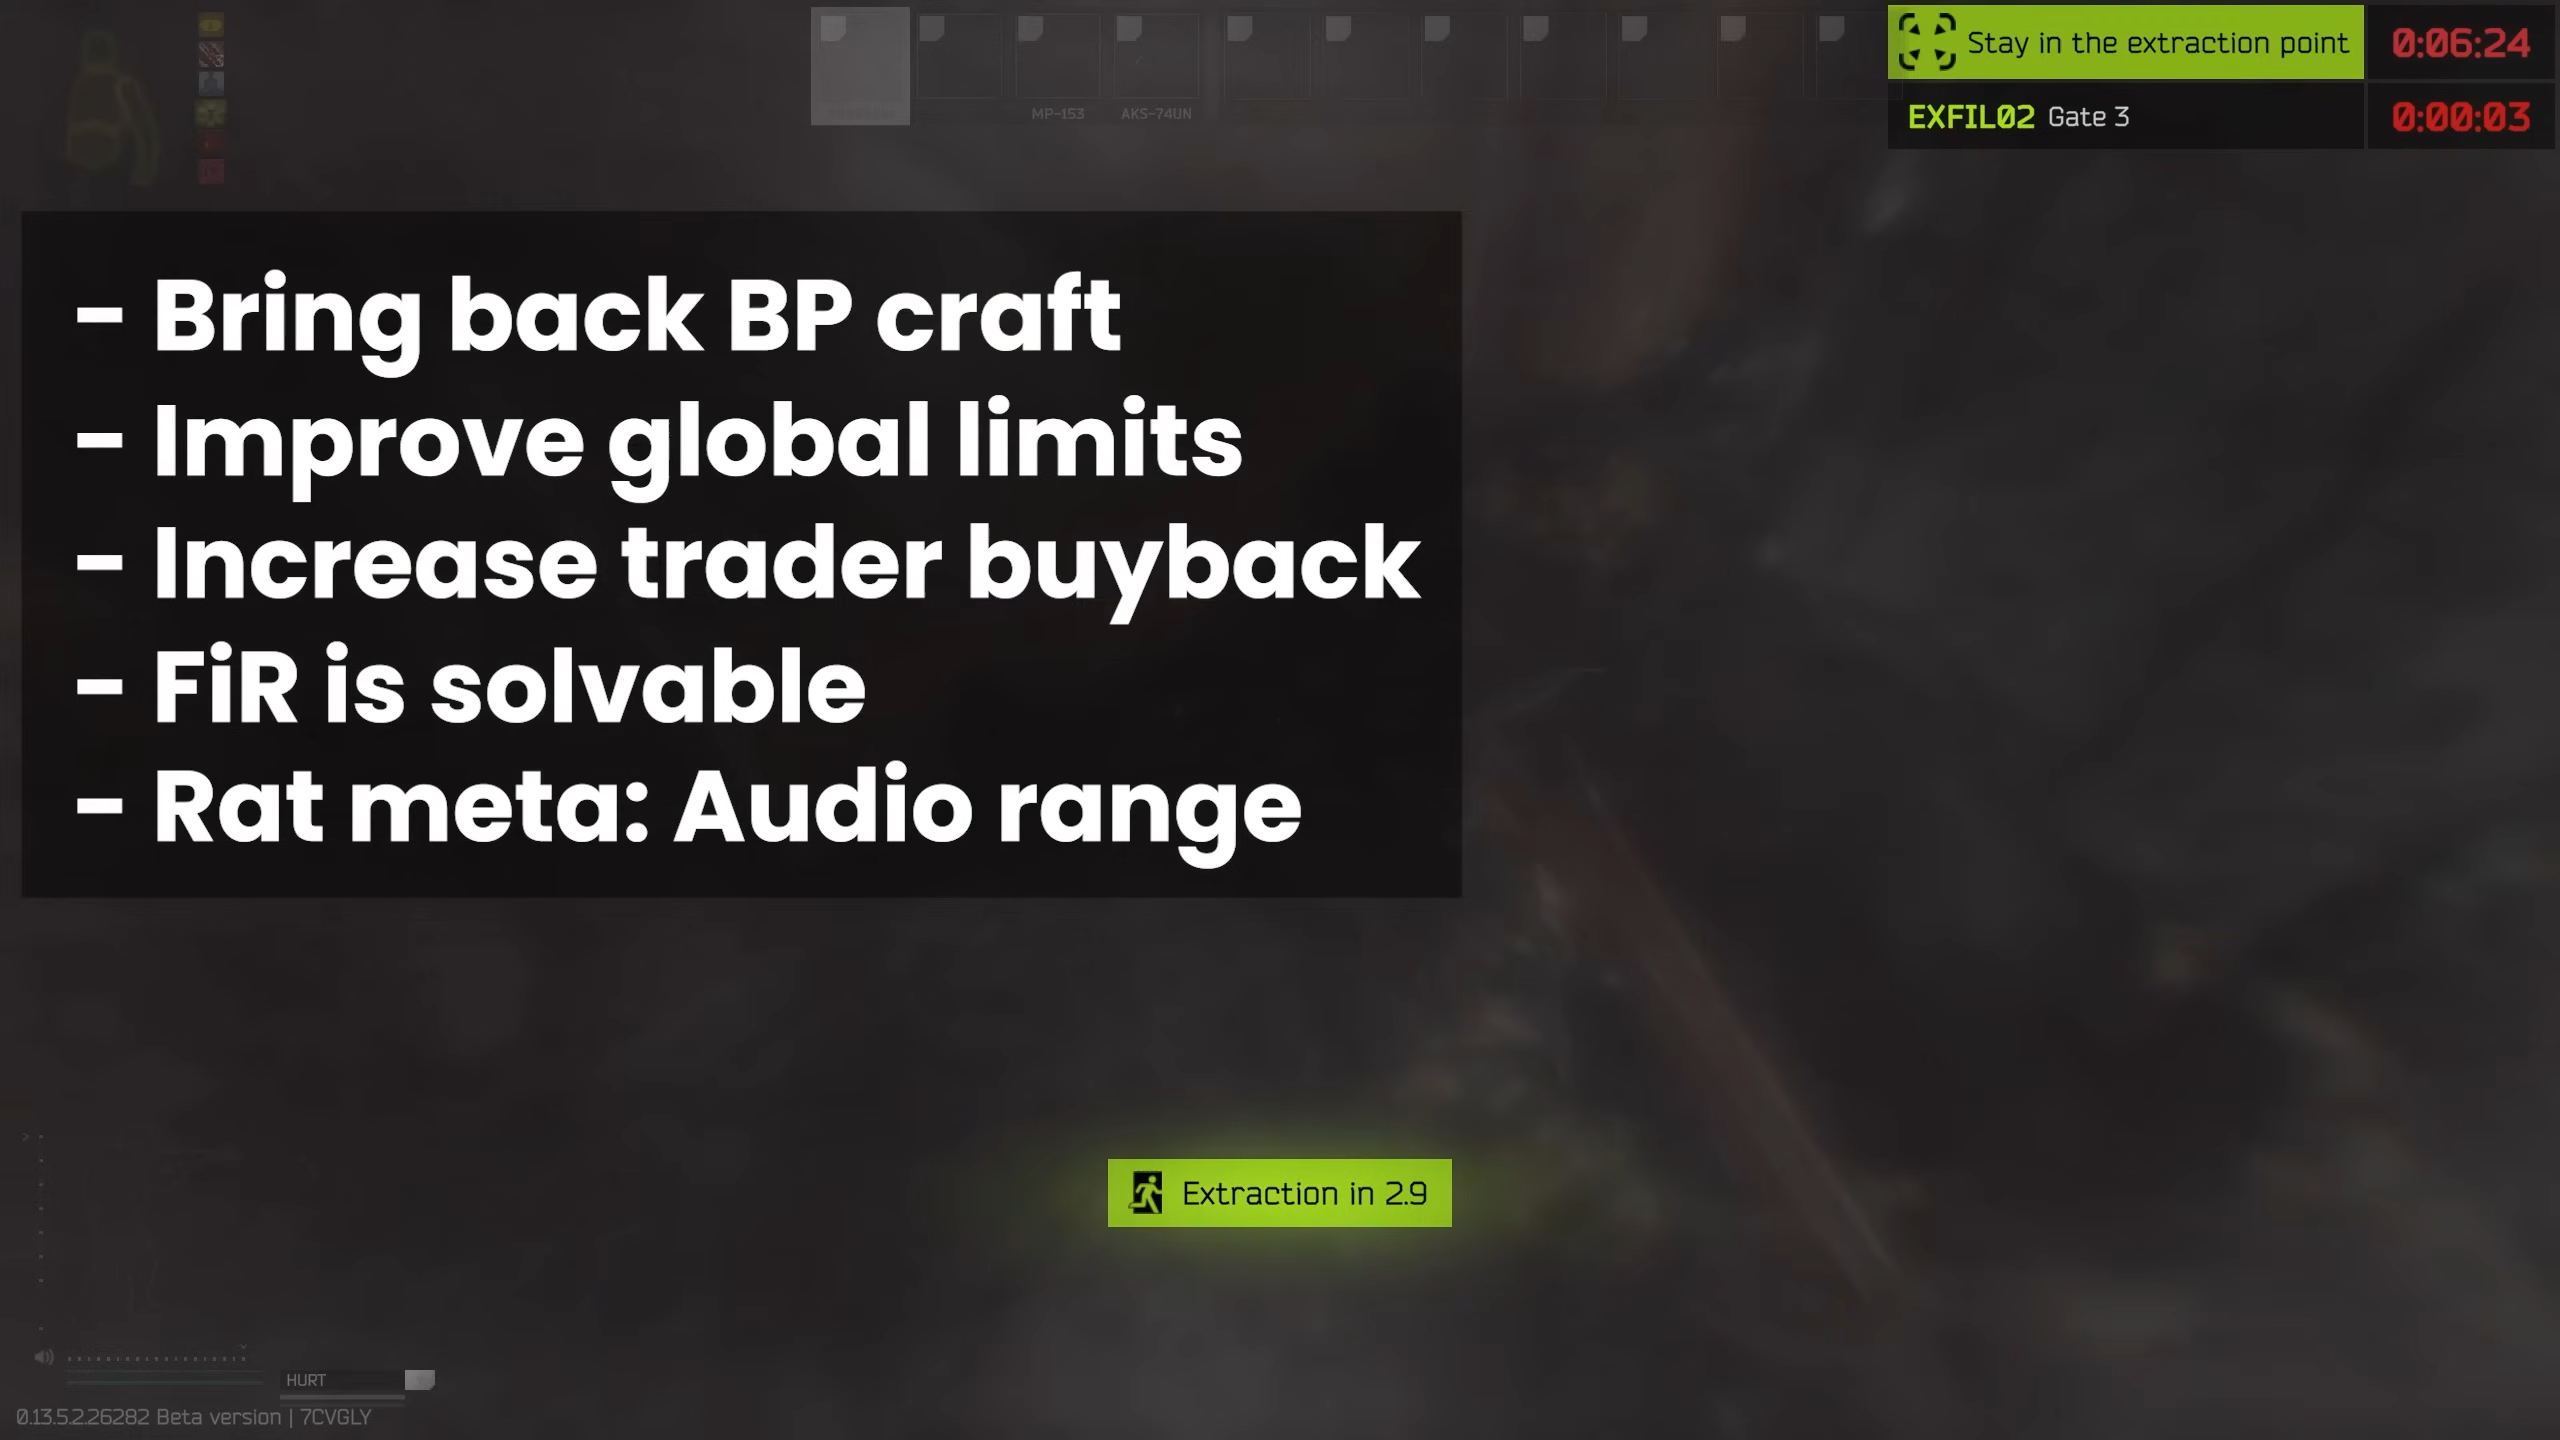 Stay in the extraction point 0:06:24
EXFIL02 Gate 3 0:00:03
MP-153 AKS-74UN
- Bring back BP craft
- Improve global limits
- Increase trader buyback
- FiR is solvable
- Rat meta: Audio range
Extraction in 2.9
HURT
0.13.5.2.26282 Beta version | 7CVGLY